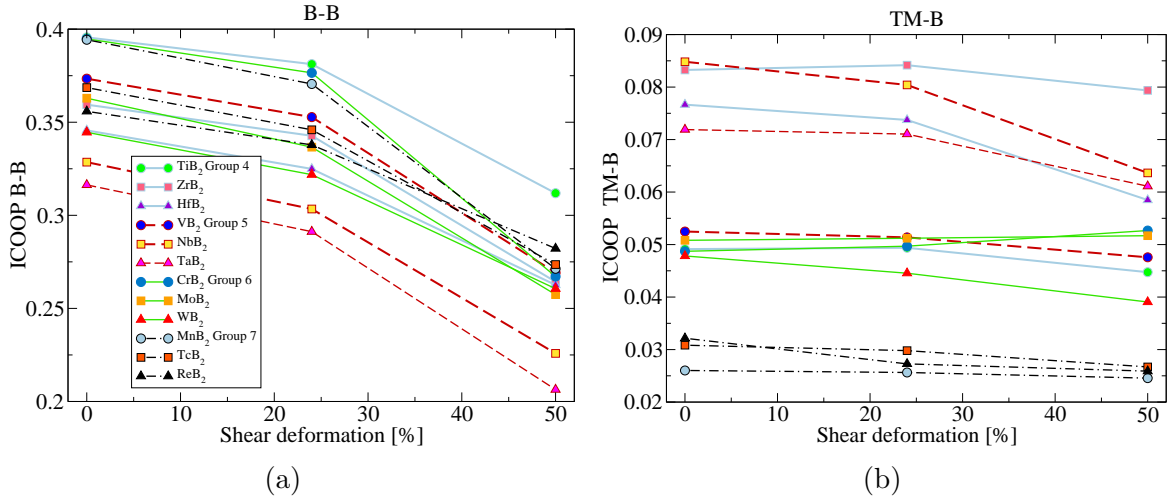 B-B
ICOOP B-B
0.4
0.35
0.3
0.25
0.2
TiB₂ Group 4
ZrB₂
HfB₂
VB₂ Group 5
NbB₂
TaB₂
CrB₂ Group 6
MoB₂
WB₂
MnB₂ Group 7
TcB₂
ReB₂
0 10 20 30 40 50
Shear deformation [%]
(a)
TM-B
ICOOP TM-B
0.09
0.08
0.07
0.06
0.05
0.04
0.03
0.02
0 10 20 30 40 50
Shear deformation [%]
(b)